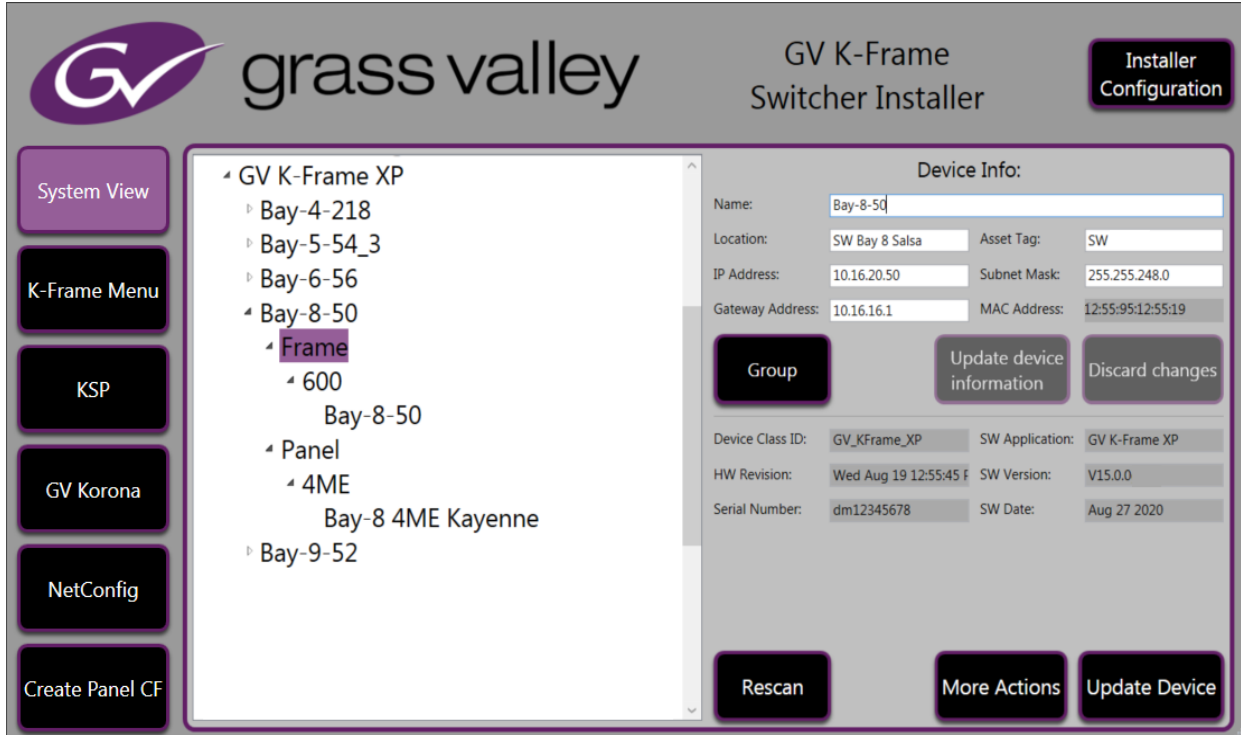 GV grass valley
GV K-Frame
Switcher Installer
Installer
Configuration
System View
K-Frame Menu
KSP
GV Korona
NetConfig
Create Panel CF
GV K-Frame XP
Bay-4-218
Bay-5-54_3
Bay-6-56
Bay-8-50
Frame
600
Bay-8-50
Panel
4ME
Bay-8 4ME Kayenne
Bay-9-52
Device Info:
Name: Bay-8-50
Location: SW Bay 8 Salsa Asset Tag: SW
IP Address: 10.16.20.50 Subnet Mask: 255.255.248.0
Gateway Address: 10.16.16.1 MAC Address: 12:55:95:12:55:19
Group
Update device
information
Discard changes
Device Class ID: GV_KFrame_XP SW Application: GV K-Frame XP
HW Revision: Wed Aug 19 12:55:45 SW Version: V15.0.0
Serial Number: dm12345678 SW Date: Aug 27 2020
Rescan
More Actions
Update Device